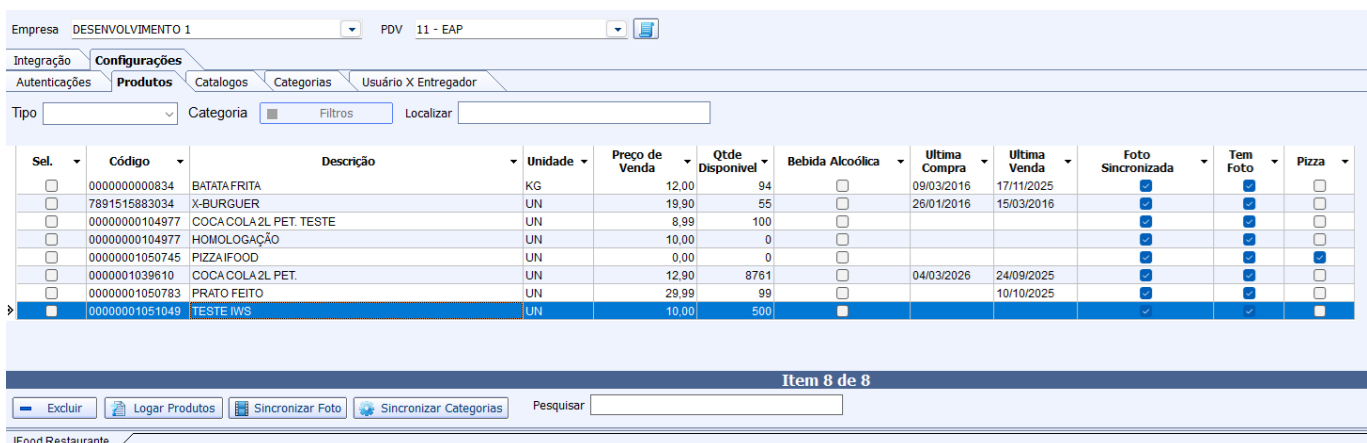 Empresa DESENVOLVIMENTO 1 PDV 11 - EAP
Integração Configurações
Autenticações Produtos Catalogos Categorias Usuário X Entregador
Tipo Categoria Filtros Localizar
Sel. Código Descrição Unidade Preço de Venda Qtde Disponivel Bebida Alcoólica Ultima Compra Ultima Venda Foto Sincronizada Tem Foto Pizza
0000000000834 BATATA FRITA KG 12,00 94 09/03/2016 17/11/2025
7891515883034 X-BURGUER UN 19,90 55 26/01/2016 15/03/2016
00000000104977 COCA COLA 2L PET. TESTE UN 8,99 100
00000000104977 HOMOLOGAÇÃO UN 10,00 0
00000001050745 PIZZA IFOOD UN 0,00 0
0000001039610 COCA COLA 2L PET. UN 12,90 8761 04/03/2026 24/09/2025
00000001050783 PRATO FEITO UN 29,99 99 10/10/2025
00000001051049 TESTE IWS UN 10,00 500
Item 8 de 8
Excluir Logar Produtos Sincronizar Foto Sincronizar Categorias Pesquisar
IFood Restaurante